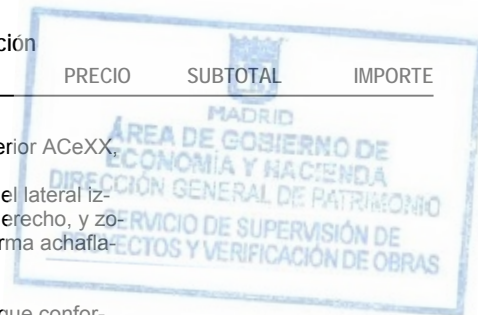 ción
PRECIO SUBTOTAL IMPORTE
MADRID
erior ACeXX,
ÁREA DE GOBIERNO DE
ECONOMÍA Y HACIENDA
el lateral iz-
DIRECCIÓN GENERAL DE PATRIMONIO
erecho, y zo-
SERVICIO DE SUPERVISIÓN DE
rma achafla-
PROYECTOS Y VERIFICACIÓN DE OBRAS
que confor-